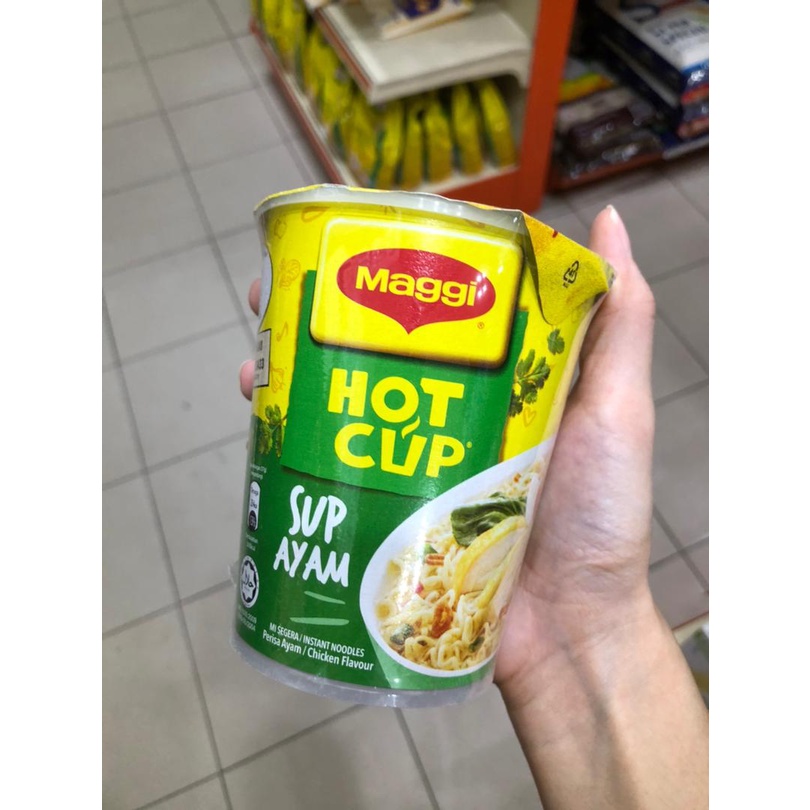 Maggi
HOT
CUP
SUP
AYAM
MI SEGERA/INSTANT NOODLES
Perisa Ayam / Chicken Flavour